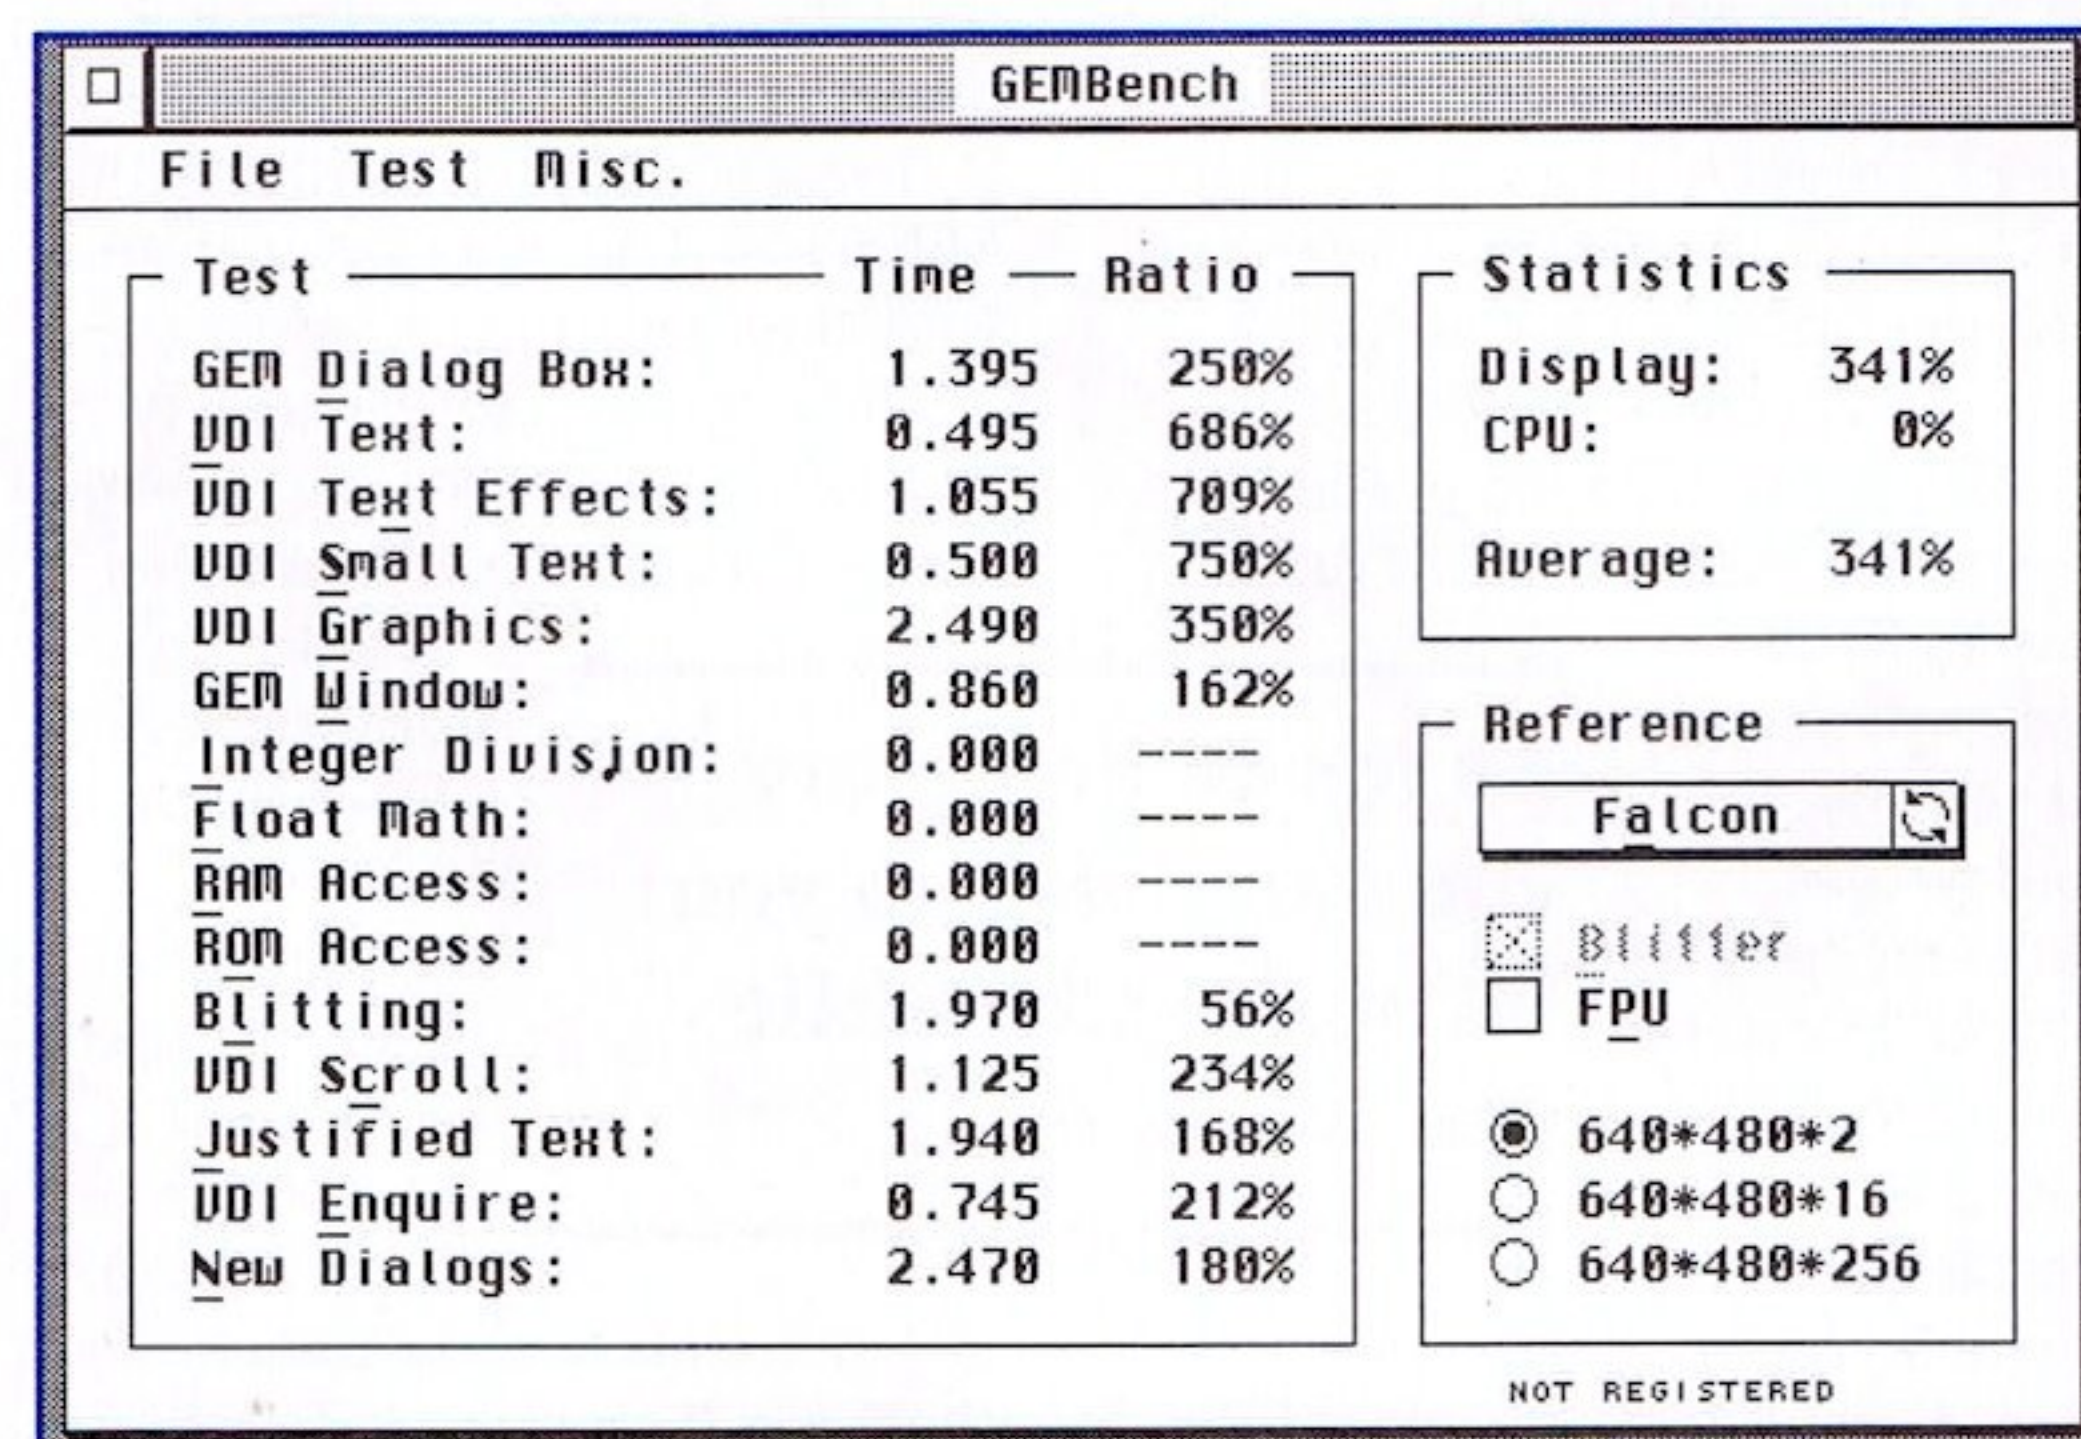 GEMBench
File Test Misc.
Test Time Ratio
GEM Dialog Box: 1.395 250%
VDI Text: 0.495 686%
VDI Text Effects: 1.055 709%
VDI Small Text: 0.500 750%
VDI Graphics: 2.490 350%
GEM Window: 0.860 162%
Integer Division: 0.000 ----
Float Math: 0.000 ----
RAM Access: 0.000 ----
ROM Access: 0.000 ----
Blitting: 1.970 56%
VDI Scroll: 1.125 234%
Justified Text: 1.940 168%
VDI Enquire: 0.745 212%
New Dialogs: 2.470 180%
Statistics
Display: 341%
CPU: 0%
Average: 341%
Reference
Falcon
Blitter
FPU
640*480*2
640*480*16
640*480*256
NOT REGISTERED